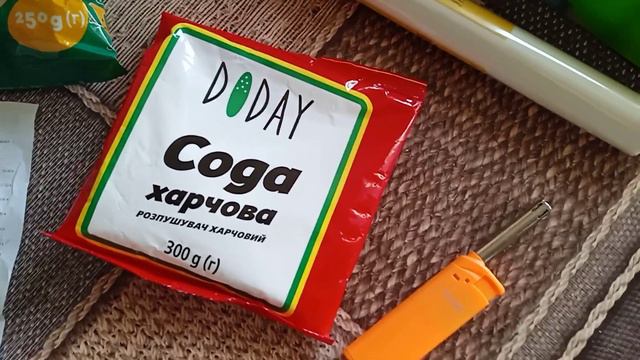 250 g (г)
DODAY
Сода
харчова
РОЗПУШУВАЧ ХАРЧОВИЙ
300 g (г)